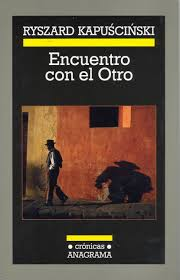 RYSZARD KAPUŚCIŃSKI
Encuentro
con el Otro
crónicas
ANAGRAMA